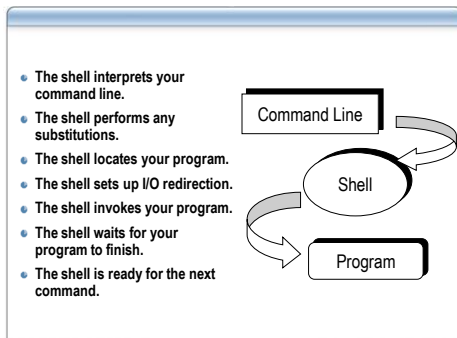 The shell interprets your
command line.
The shell performs any
substitutions.
The shell locates your program.
The shell sets up I/O redirection.
The shell invokes your program.
The shell waits for your
program to finish.
The shell is ready for the next
command.
Command Line
Shell
Program